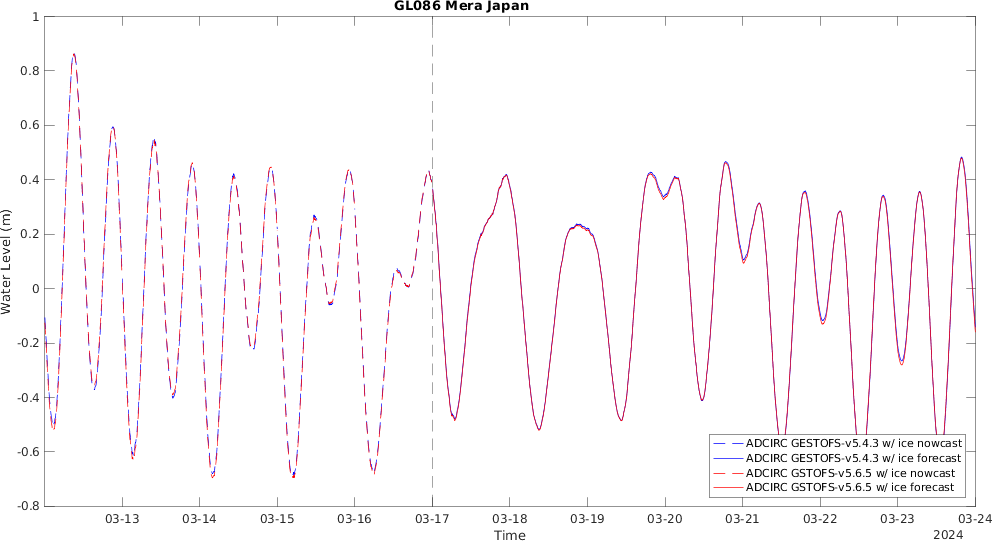 GL086 Mera Japan
Water Level (m)
1
0.8
0.6
0.4
0.2
0
-0.2
-0.4
-0.6
-0.8
ADCIRC GESTOFS-v5.4.3 w/ ice nowcast
ADCIRC GESTOFS-v5.4.3 w/ ice forecast
ADCIRC GSTOFS-v5.6.5 w/ ice nowcast
ADCIRC GSTOFS-v5.6.5 w/ ice forecast
03-13 03-14 03-15 03-16 03-17 03-18 03-19 03-20 03-21 03-22 03-23 03-24
Time
2024